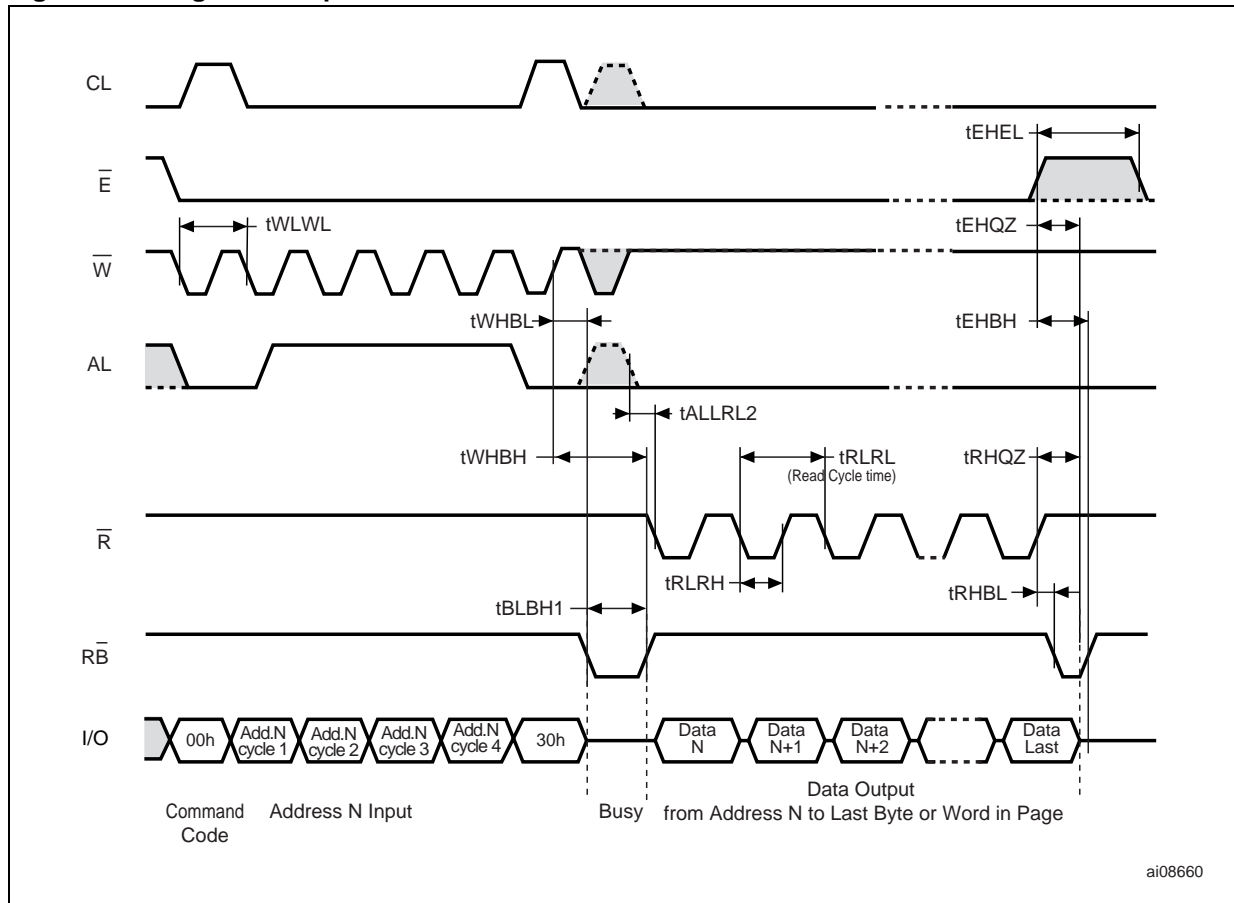 CL
tEHEL
E
tWLWL
tEHQZ
W
tWHBL
tEHBH
AL
tALLRL2
tWHBH
tRLRL
(Read Cycle time)
tRHQZ
R
tRLRH
tRHBL
tBLBH1
RB
I/O
00h
Add.N
cycle 1
Add.N
cycle 2
Add.N
cycle 3
Add.N
cycle 4
30h
Data
N
Data
N+1
Data
N+2
Data
Last
Command
Code
Address N Input
Busy
Data Output
from Address N to Last Byte or Word in Page
ai08660